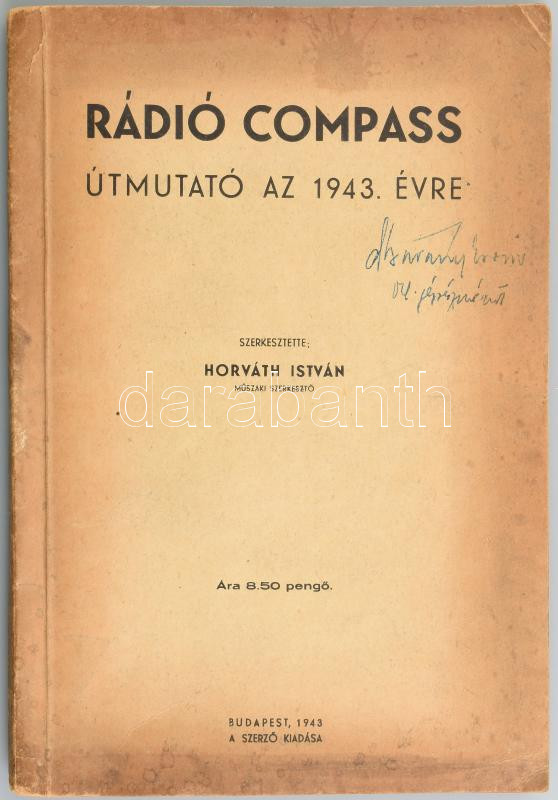 RÁDIÓ COMPASS
ÚTMUTATÓ AZ 1943. ÉVRE
SZERKESZTETTE:
HORVÁTH ISTVÁN
MŰSZAKI SZERKESZTŐ
darabanth
Ára 8.50 pengő.
BUDAPEST, 1943
A SZERZŐ KIADÁSA